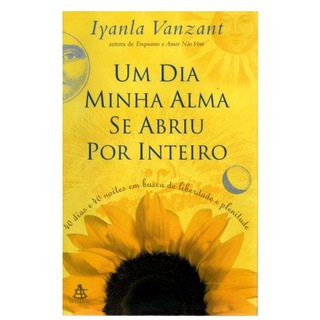 Iyanla Vanzant
autora de Enquanto o Amor Não Vem
UM DIA
MINHA ALMA
SE ABRIU
POR INTEIRO
40 dias e 40 noites em busca de liberdade e plenitude
SEXTANTE